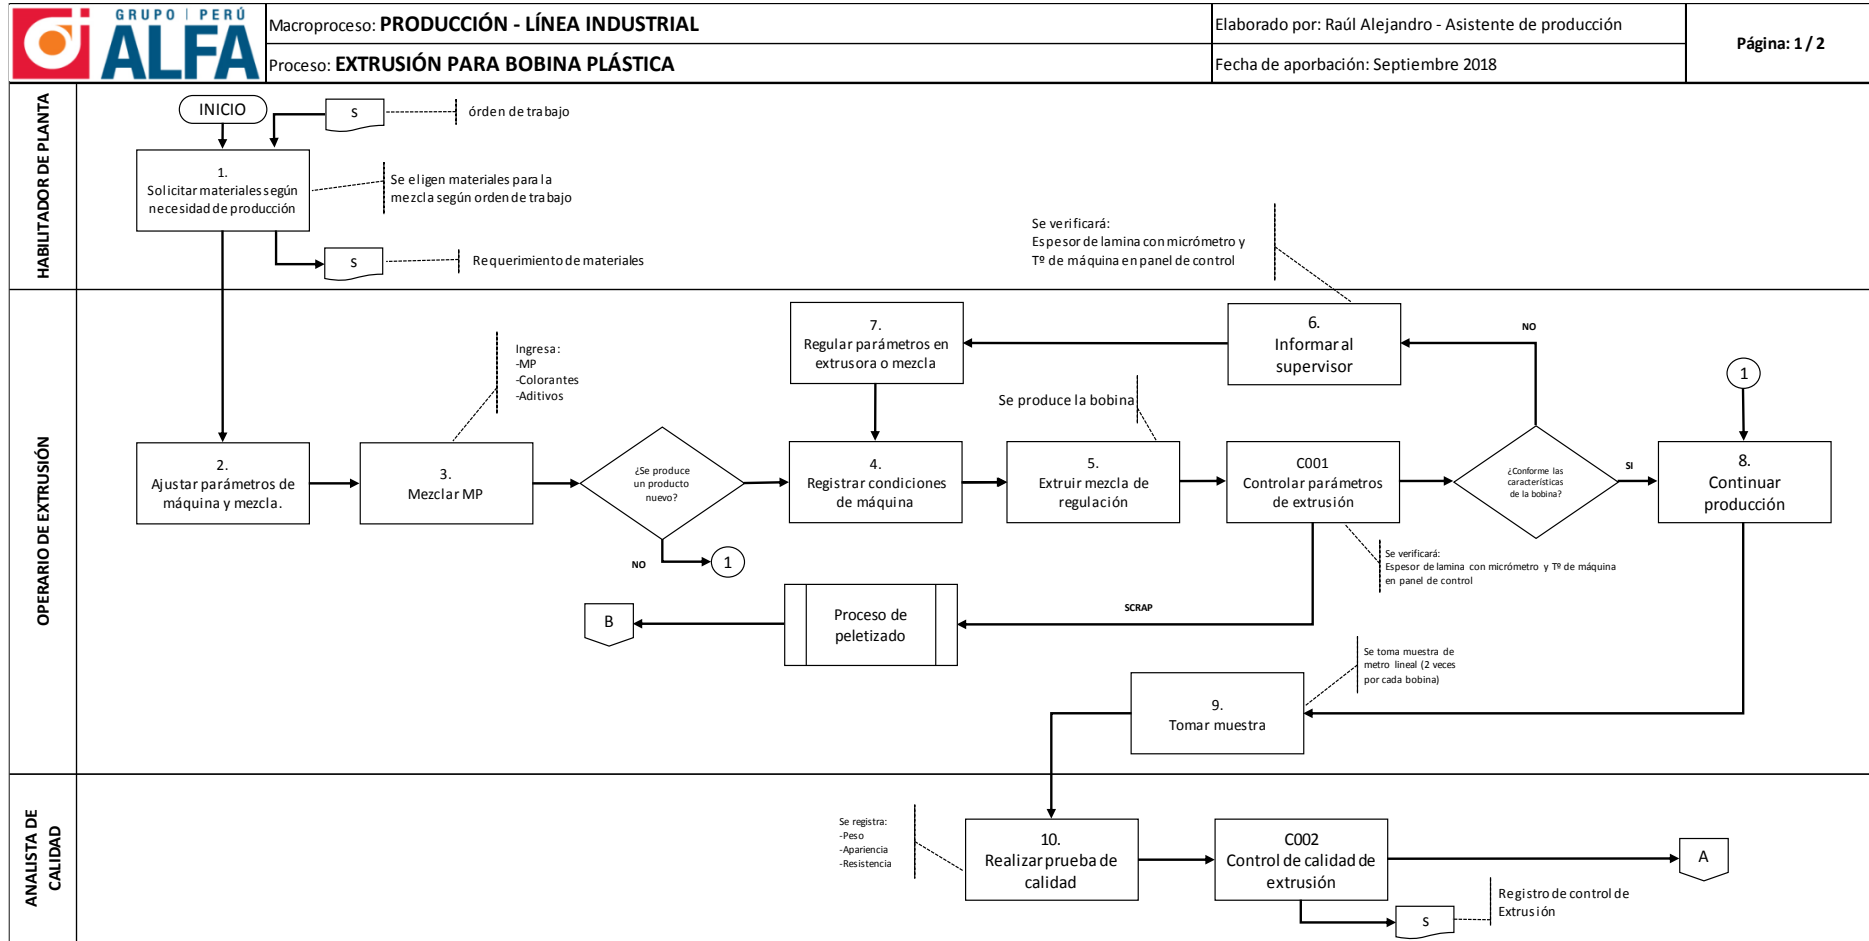 GRUPO | PERÚ
ALFA
Macroproceso: PRODUCCIÓN - LÍNEA INDUSTRIAL
Proceso: EXTRUSIÓN PARA BOBINA PLÁSTICA
Elaborado por: Raúl Alejandro - Asistente de producción
Fecha de aporbación: Septiembre 2018
Página: 1 / 2
HABILITADOR DE PLANTA
INICIO
S
órden de trabajo
1.
Solicitar materiales según
necesidad de producción
Se eligen materiales para la
mezcla según orden de trabajo
S
Requerimiento de materiales
Se verificará:
Espesor de lamina con micrómetro y
Tº de máquina en panel de control
OPERARIO DE EXTRUSIÓN
7.
Regular parámetros en
extrusora o mezcla
6.
Informar al
supervisor
NO
1
Ingresa:
-MP
-Colorantes
-Aditivos
Se produce la bobina
2.
Ajustar parámetros de
máquina y mezcla.
3.
Mezclar MP
¿Se produce
un producto
nuevo?
4.
Registrar condiciones
de máquina
5.
Extruir mezcla de
regulación
C001
Controlar parámetros
de extrusión
¿Conforme las
características
de la bobina?
SI
8.
Continuar
producción
NO
1
Se verificará:
Espesor de lamina con micrómetro y Tº de máquina
en panel de control
B
Proceso de
peletizado
SCRAP
Se toma muestra de
metro lineal (2 veces
por cada bobina)
9.
Tomar muestra
ANALISTA DE
CALIDAD
Se registra:
-Peso
-Apariencia
-Resistencia
10.
Realizar prueba de
calidad
C002
Control de calidad de
extrusión
A
S
Registro de control de
Extrusión